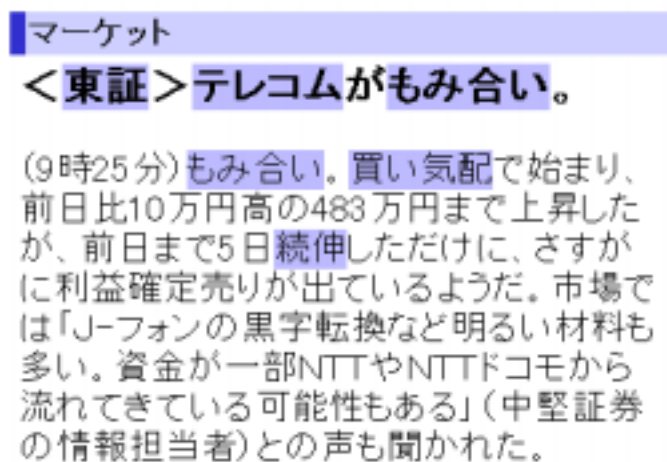 マーケット
＜東証＞テレコムがもみ合い。
(9時25分)もみ合い。買い気配で始まり、
前日比10万円高の483万円まで上昇した
が、前日まで5日続伸しただけに、さすが
に利益確定売りが出ているようだ。市場で
は「J-フォンの黒字転換など明るい材料も
多い。資金が一部NTTやNTTドコモから
流れてきている可能性もある」(中堅証券
の情報担当者)との声も聞かれた。